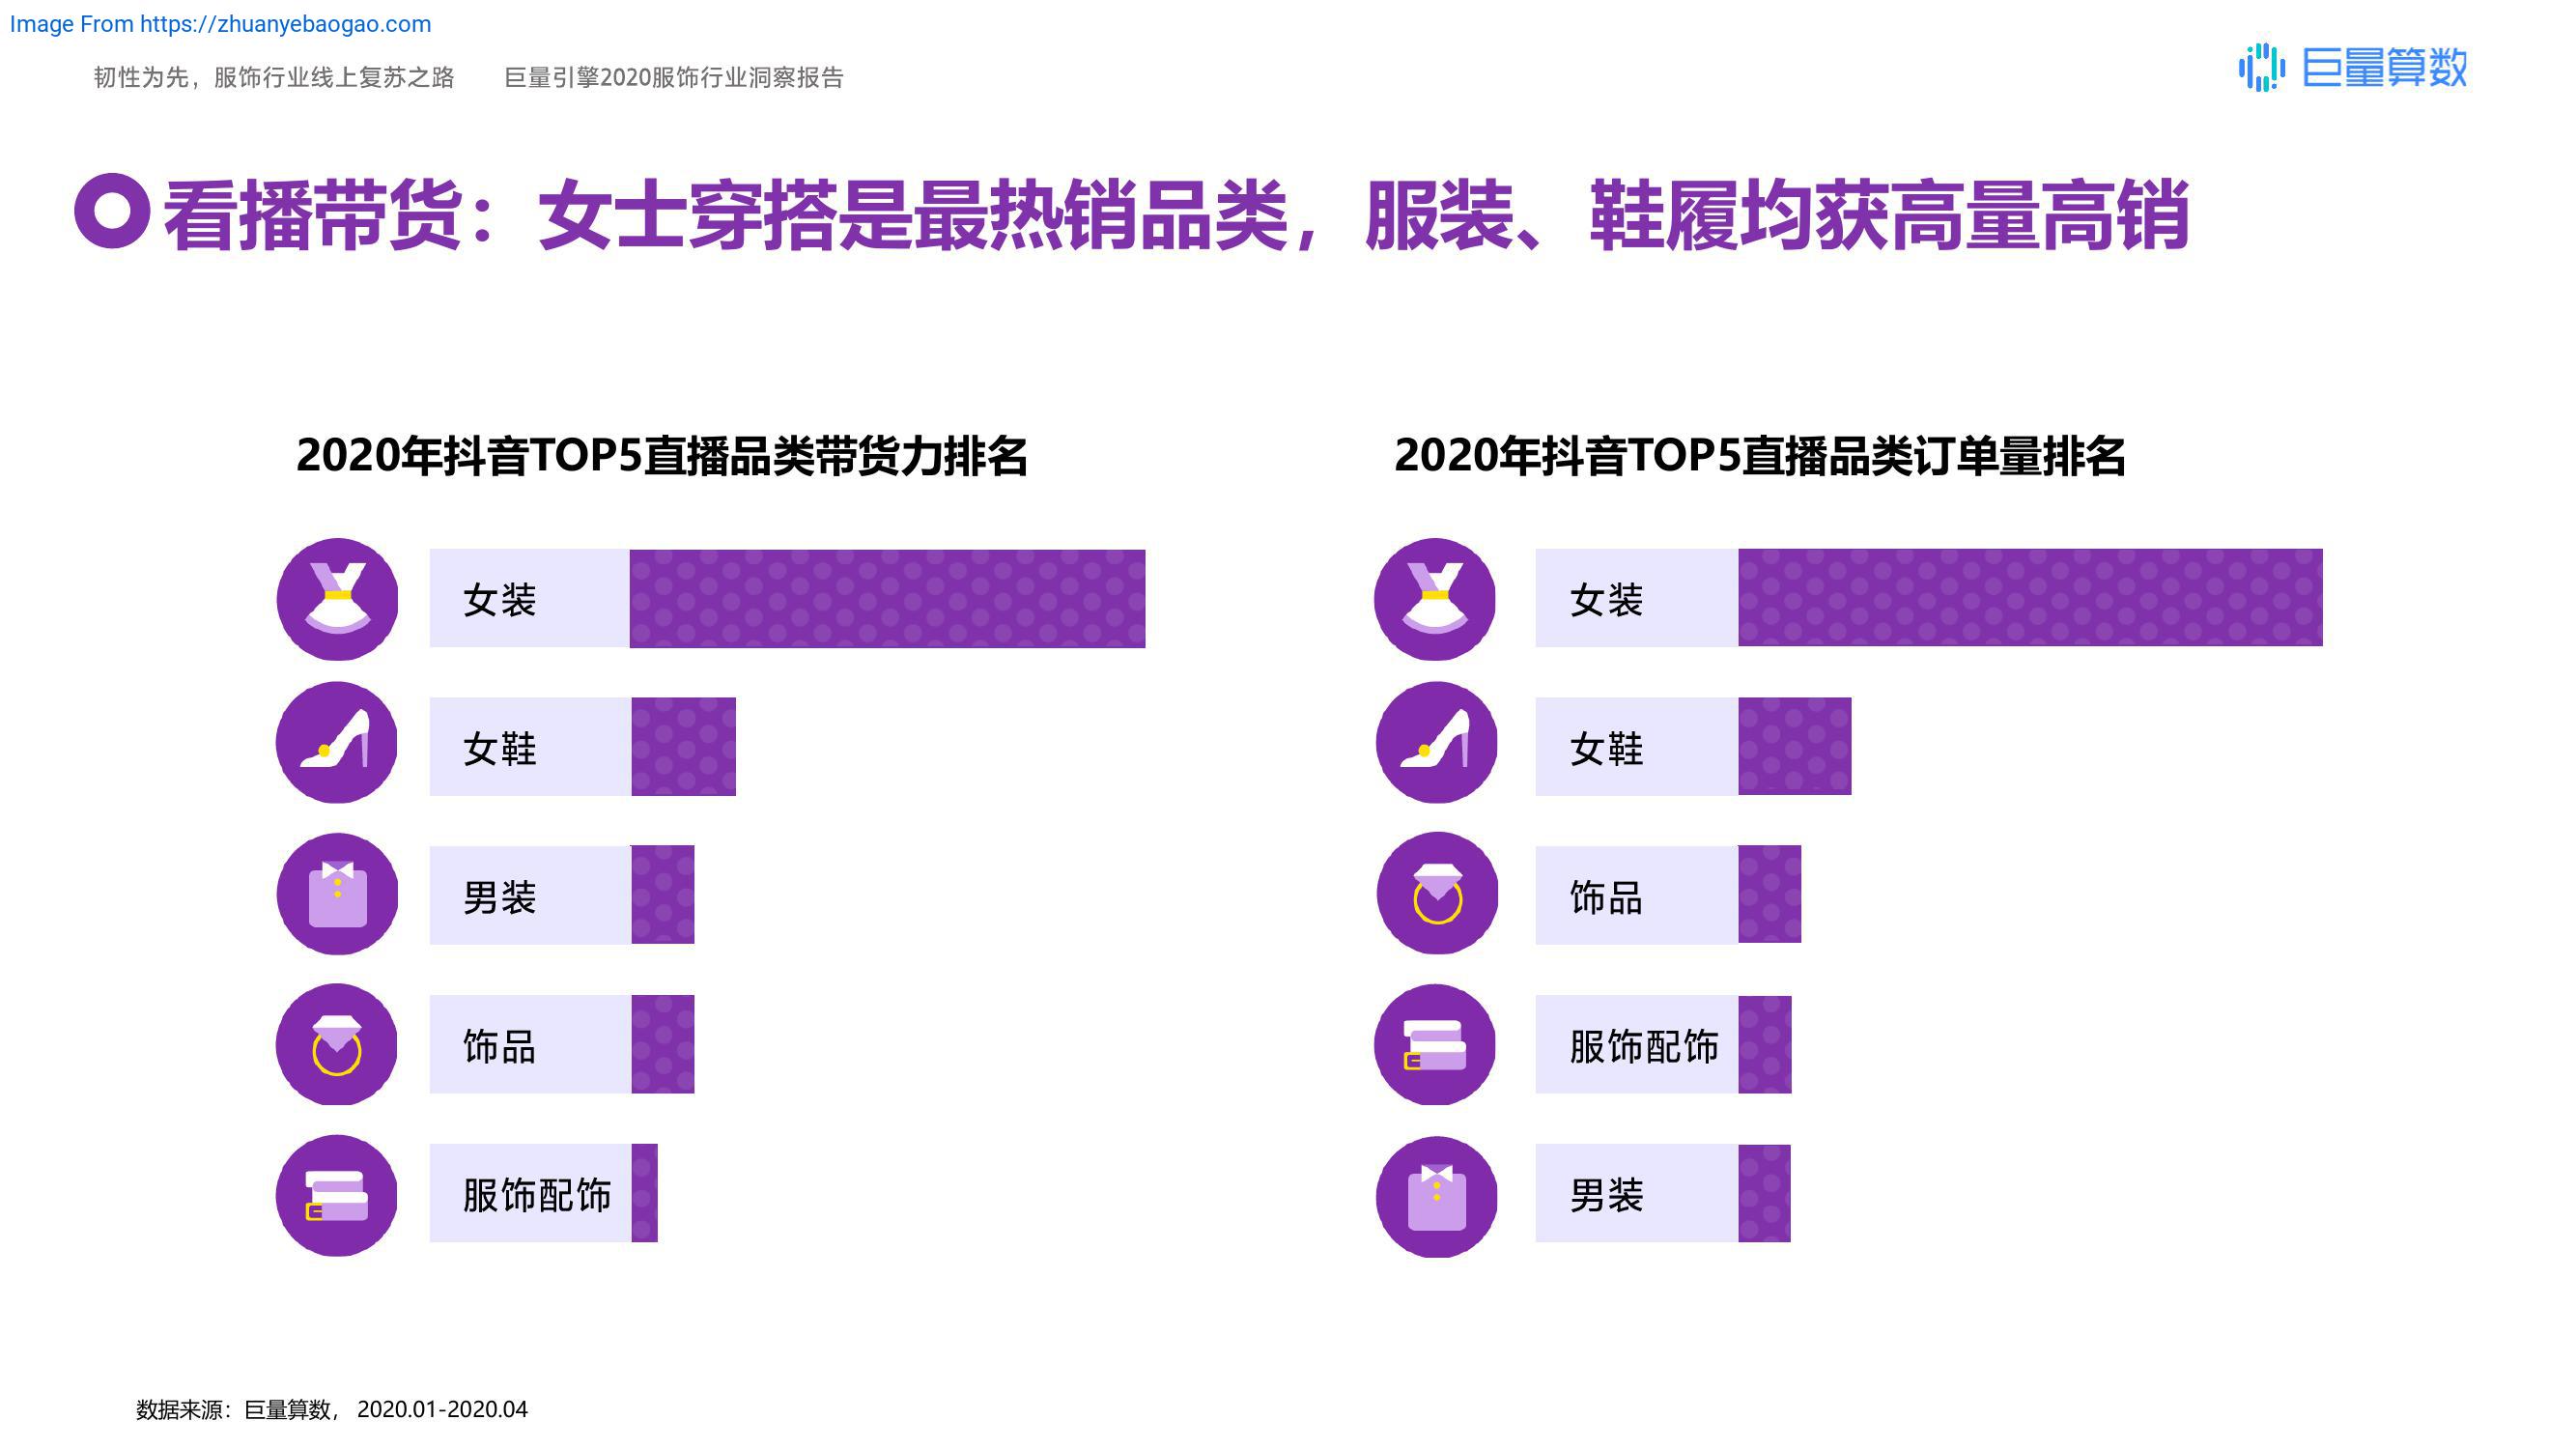 Image From https://zhuanyebaogao.com
韧性为先，服饰行业线上复苏之路 巨量引擎2020服饰行业洞察报告
巨量算数
看播带货：女士穿搭是最热销品类，服装、鞋履均获高量高销
2020年抖音TOP5直播品类带货力排名
女装
女鞋
男装
饰品
服饰配饰
2020年抖音TOP5直播品类订单量排名
女装
女鞋
饰品
服饰配饰
男装
数据来源：巨量算数， 2020.01-2020.04